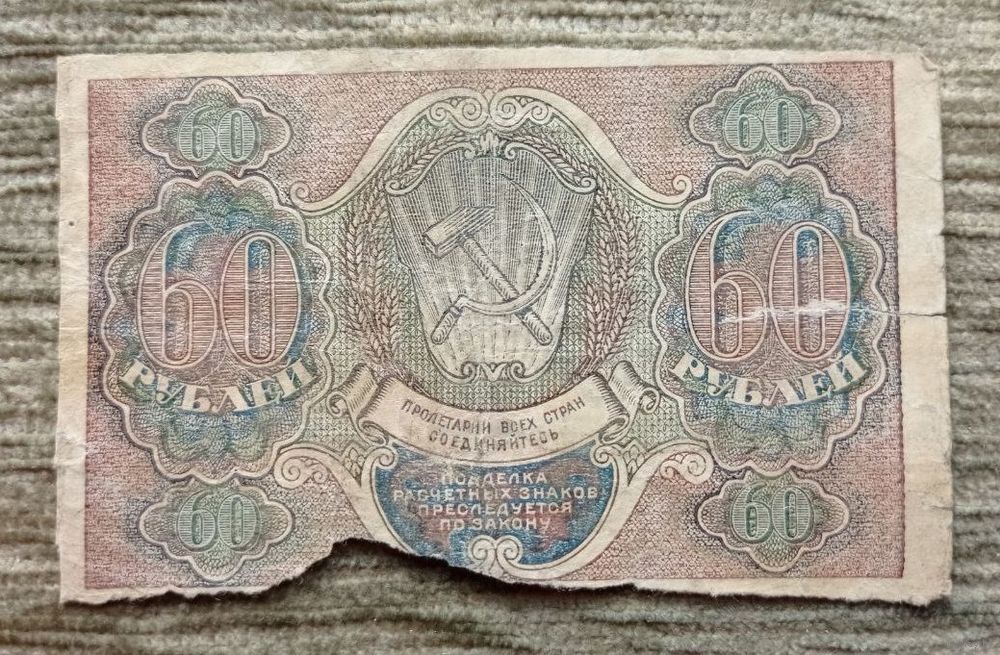 60
60
60
60
РУБЛЕЙ
РУБЛЕЙ
ПРОЛЕТАРИИ ВСЕХ СТРАН
СОЕДИНЯЙТЕСЬ
ПОДДЕЛКА
РАСЧЕТНЫХ ЗНАКОВ
ПРЕСЛЕДУЕТСЯ
ПО ЗАКОНУ
60
60